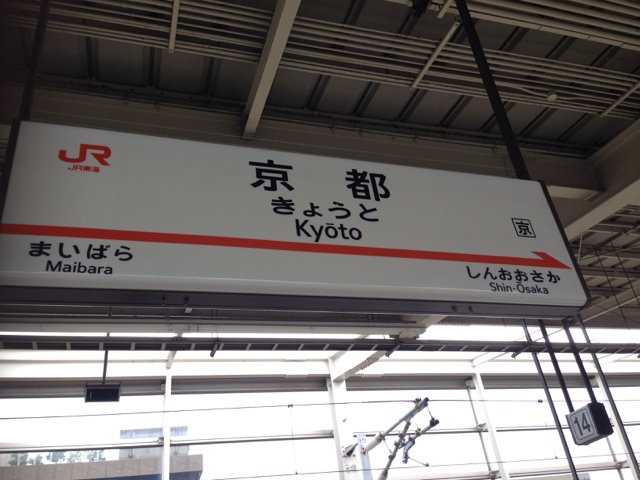 JR
JR東海
京都
きょうと
Kyōto
京
まいばら
Maibara
しんおおさか
Shin-Ōsaka
14